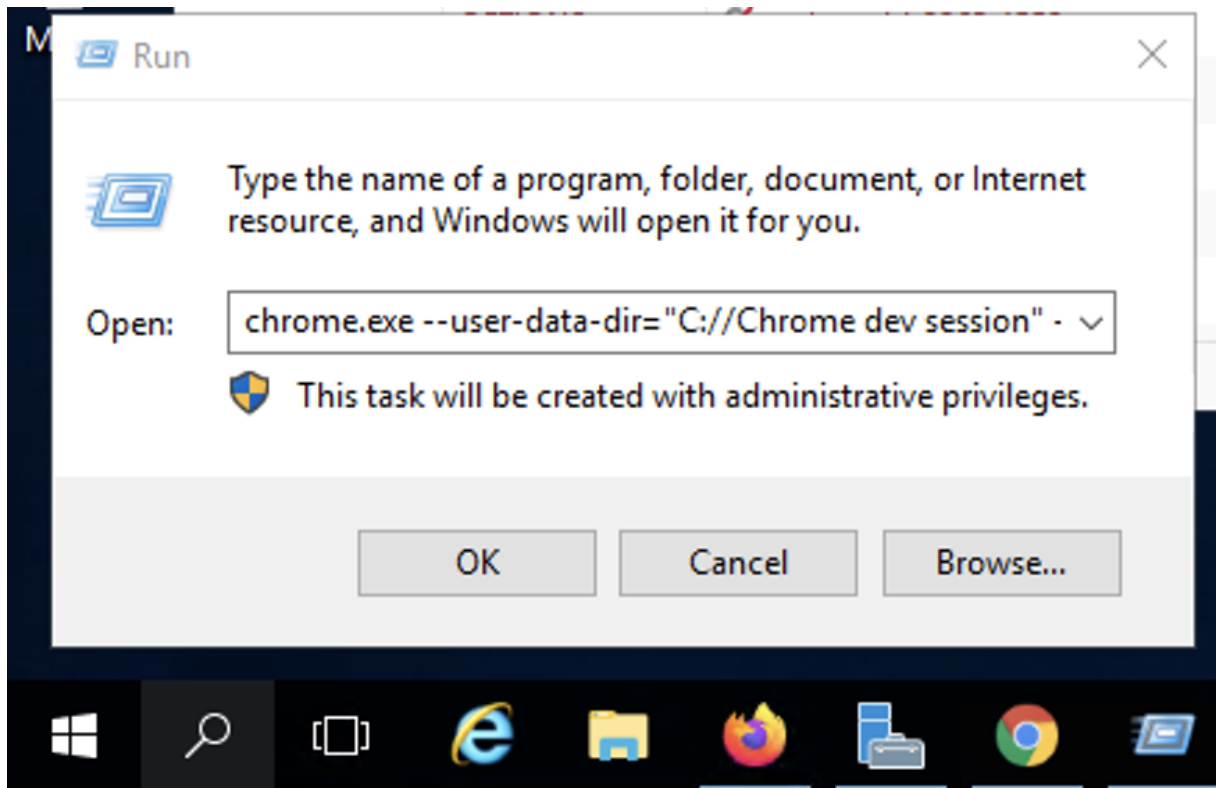 M
Run
Type the name of a program, folder, document, or Internet
resource, and Windows will open it for you.
Open:
chrome.exe --user-data-dir="C://Chrome dev session" -
This task will be created with administrative privileges.
OK
Cancel
Browse...